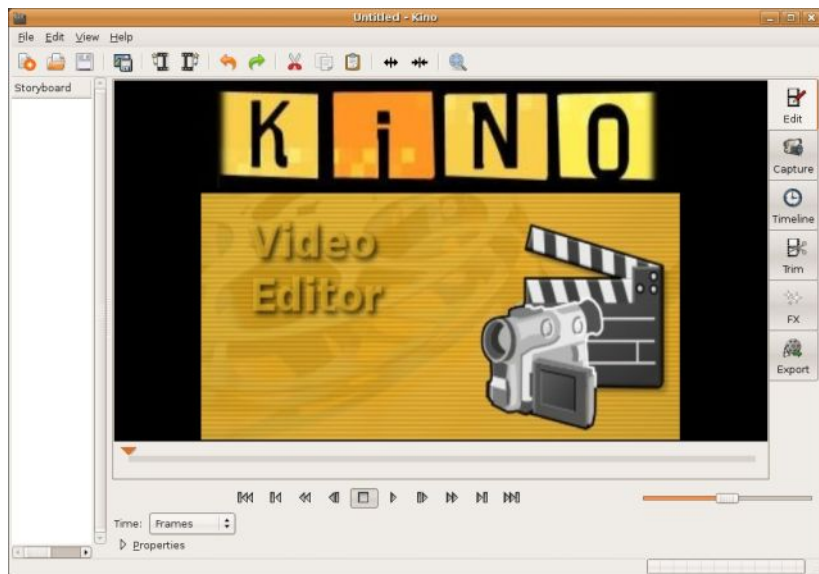 Untitled - Kino
File Edit View Help
Storyboard
KiNO
Video
Editor
Edit
Capture
Timeline
Trim
FX
Export
Time: Frames
Properties